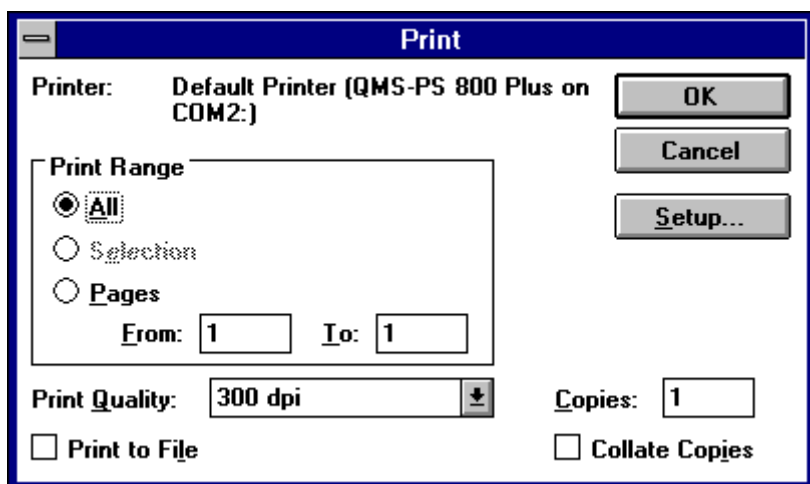 Print
Printer: Default Printer (QMS-PS 800 Plus on
COM2:)
OK
Cancel
Setup...
Print Range
All
Selection
Pages
From: 1 To: 1
Print Quality: 300 dpi
Copies: 1
Print to File
Collate Copies